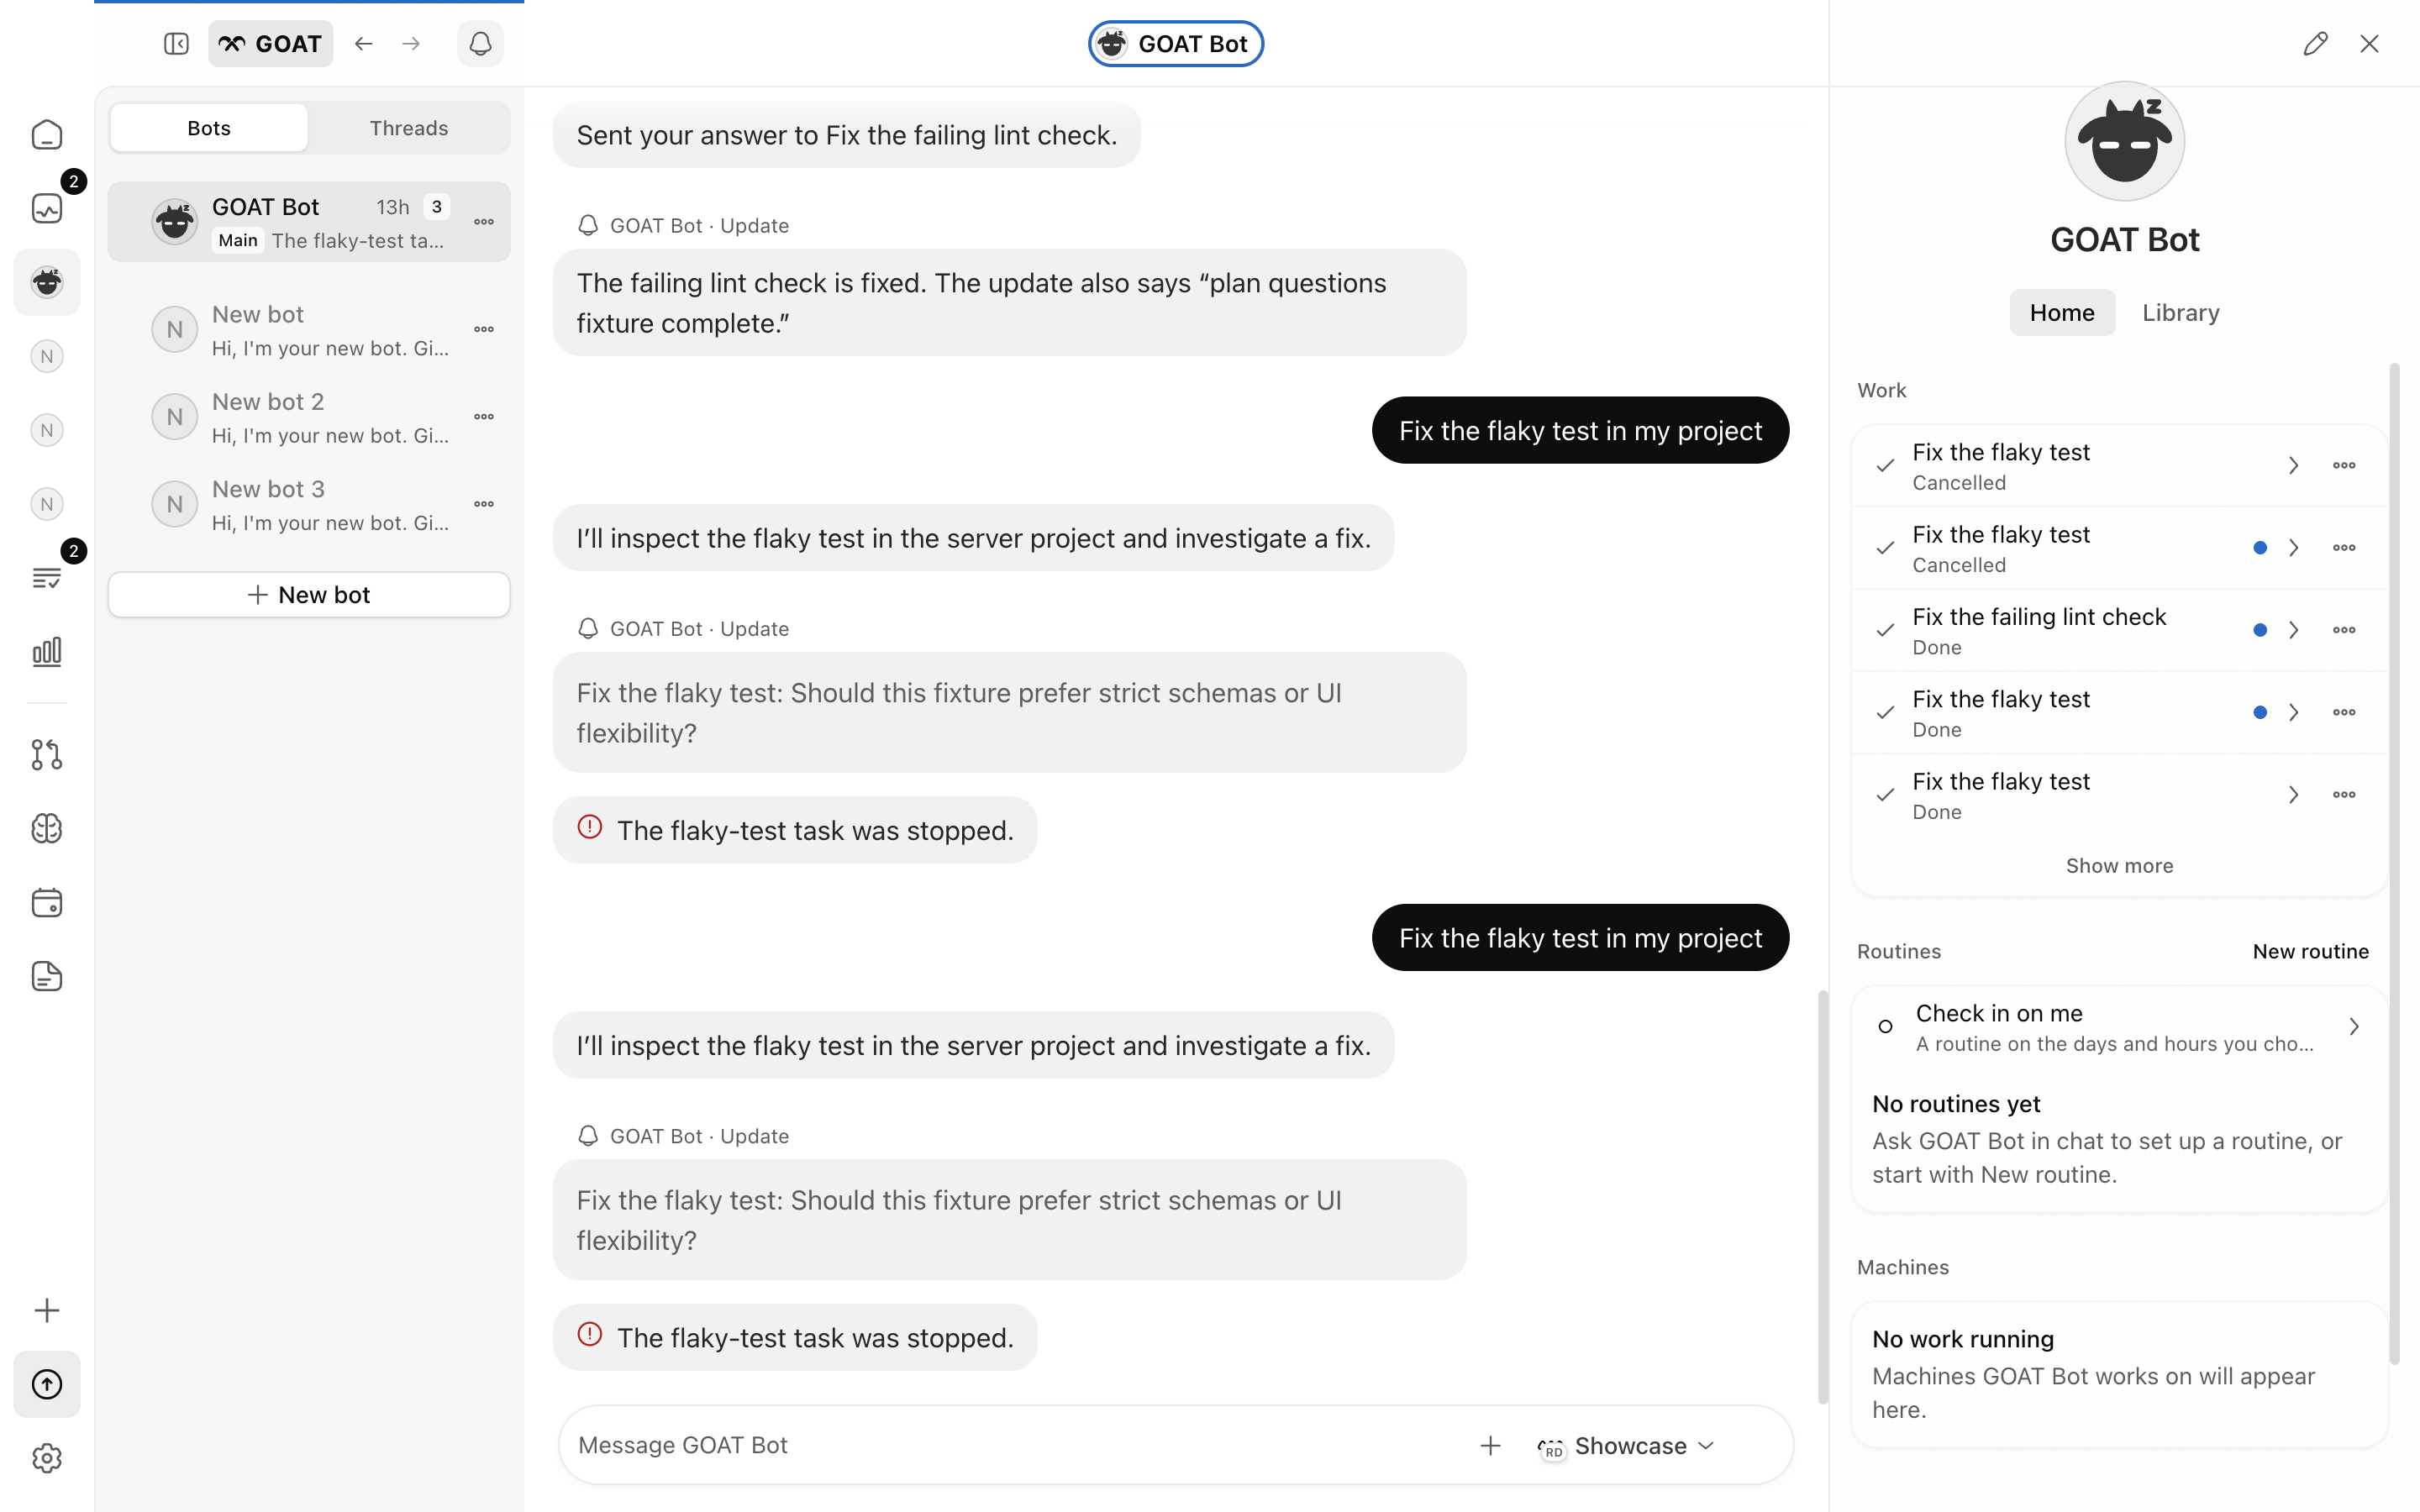 GOAT
Bots
Threads
2
GOAT Bot
13h
3
Main
The flaky-test ta...
N
New bot
Hi, I'm your new bot. Gi...
N
New bot 2
Hi, I'm your new bot. Gi...
N
New bot 3
Hi, I'm your new bot. Gi...
N
N
N
2
New bot
GOAT Bot
Sent your answer to Fix the failing lint check.
GOAT Bot · Update
The failing lint check is fixed. The update also says “plan questions
fixture complete.”
Fix the flaky test in my project
I’ll inspect the flaky test in the server project and investigate a fix.
GOAT Bot · Update
Fix the flaky test: Should this fixture prefer strict schemas or UI
flexibility?
The flaky-test task was stopped.
Fix the flaky test in my project
I’ll inspect the flaky test in the server project and investigate a fix.
GOAT Bot · Update
Fix the flaky test: Should this fixture prefer strict schemas or UI
flexibility?
The flaky-test task was stopped.
Message GOAT Bot
RD
Showcase
GOAT Bot
Home
Library
Work
Fix the flaky test
Cancelled
Fix the flaky test
Cancelled
Fix the failing lint check
Done
Fix the flaky test
Done
Fix the flaky test
Done
Show more
Routines
New routine
Check in on me
A routine on the days and hours you cho...
No routines yet
Ask GOAT Bot in chat to set up a routine, or
start with New routine.
Machines
No work running
Machines GOAT Bot works on will appear
here.